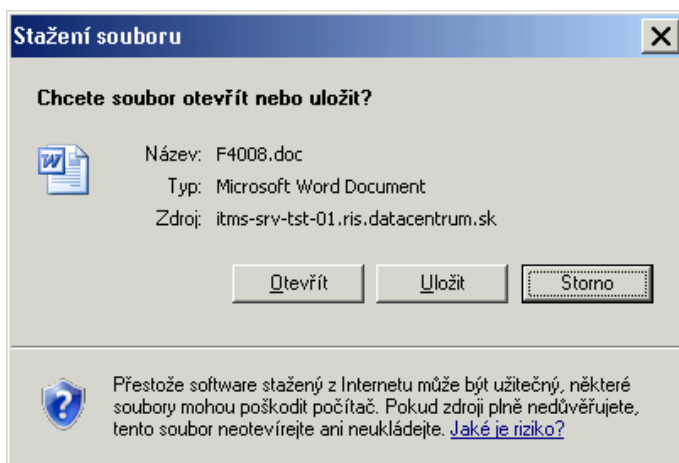 Stažení souboru
Chcete soubor otevřít nebo uložit?
Název: F4008.doc
Typ: Microsoft Word Document
Zdroj: itms-srv-tst-01.ris.datacentrum.sk
Otevřít Uložit Storno
Přestože software stažený z Internetu může být užitečný, některé
soubory mohou poškodit počítač. Pokud zdroji plně nedůvěřujete,
tento soubor neotevírejte ani neukládejte. Jaké je riziko?